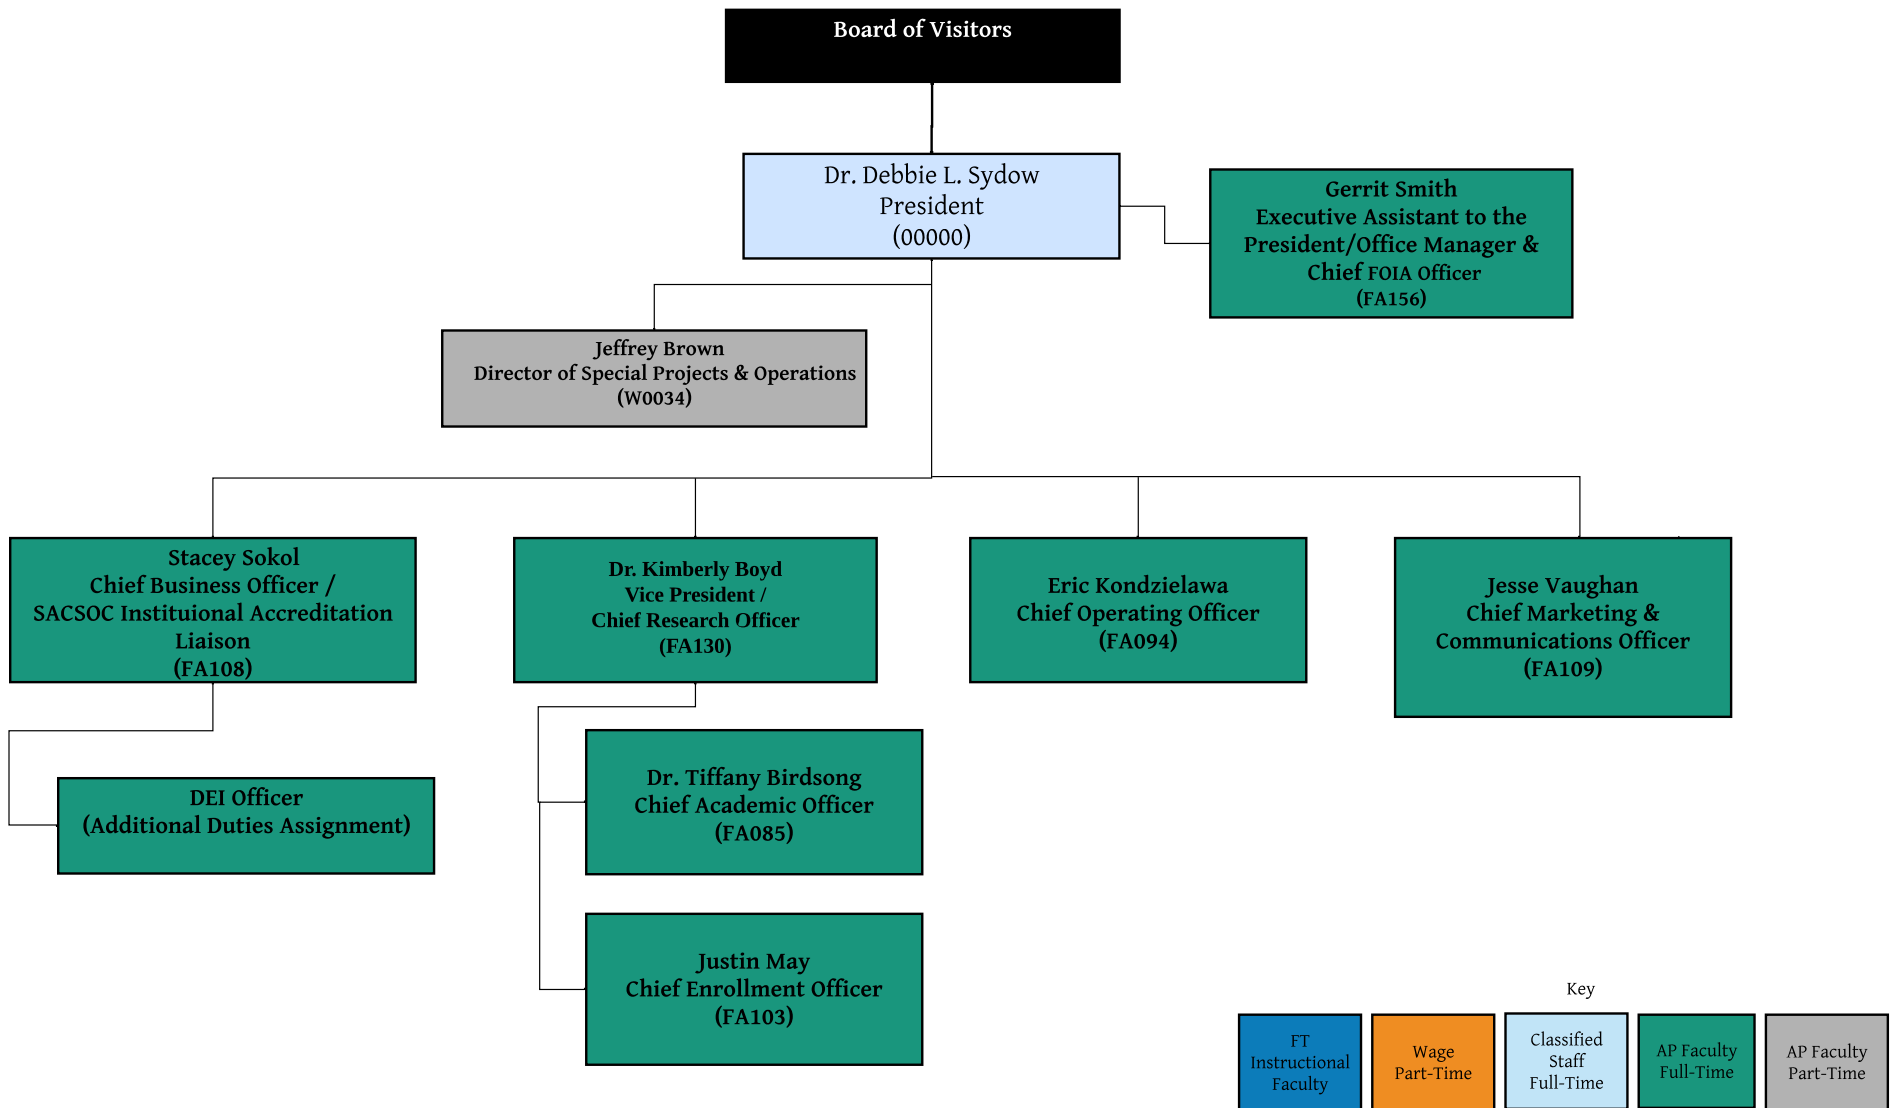 Board of Visitors
Dr. Debbie L. Sydow
President
(00000)
Gerrit Smith
Executive Assistant to the
President/Office Manager &
Chief FOIA Officer
(FA156)
Jeffrey Brown
Director of Special Projects & Operations
(W0034)
Stacey Sokol
Chief Business Officer /
SACSOC Instituional Accreditation
Liaison
(FA108)
Dr. Kimberly Boyd
Vice President /
Chief Research Officer
(FA130)
Eric Kondzielawa
Chief Operating Officer
(FA094)
Jesse Vaughan
Chief Marketing &
Communications Officer
(FA109)
DEI Officer
(Additional Duties Assignment)
Dr. Tiffany Birdsong
Chief Academic Officer
(FA085)
Justin May
Chief Enrollment Officer
(FA103)
Key
FT
Instructional
Faculty
Wage
Part-Time
Classified
Staff
Full-Time
AP Faculty
Full-Time
AP Faculty
Part-Time